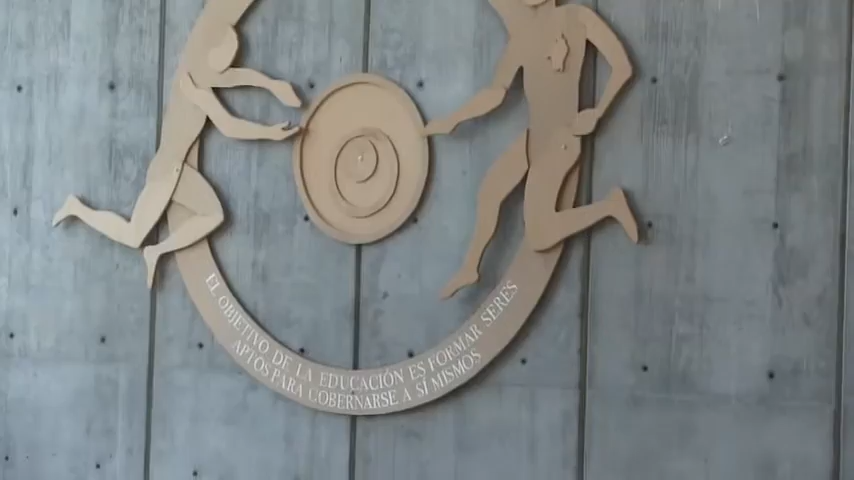 EL OBJETIVO DE LA EDUCACIÓN ES FORMAR SERES
APTOS PARA GOBERNARSE A SÍ MISMOS